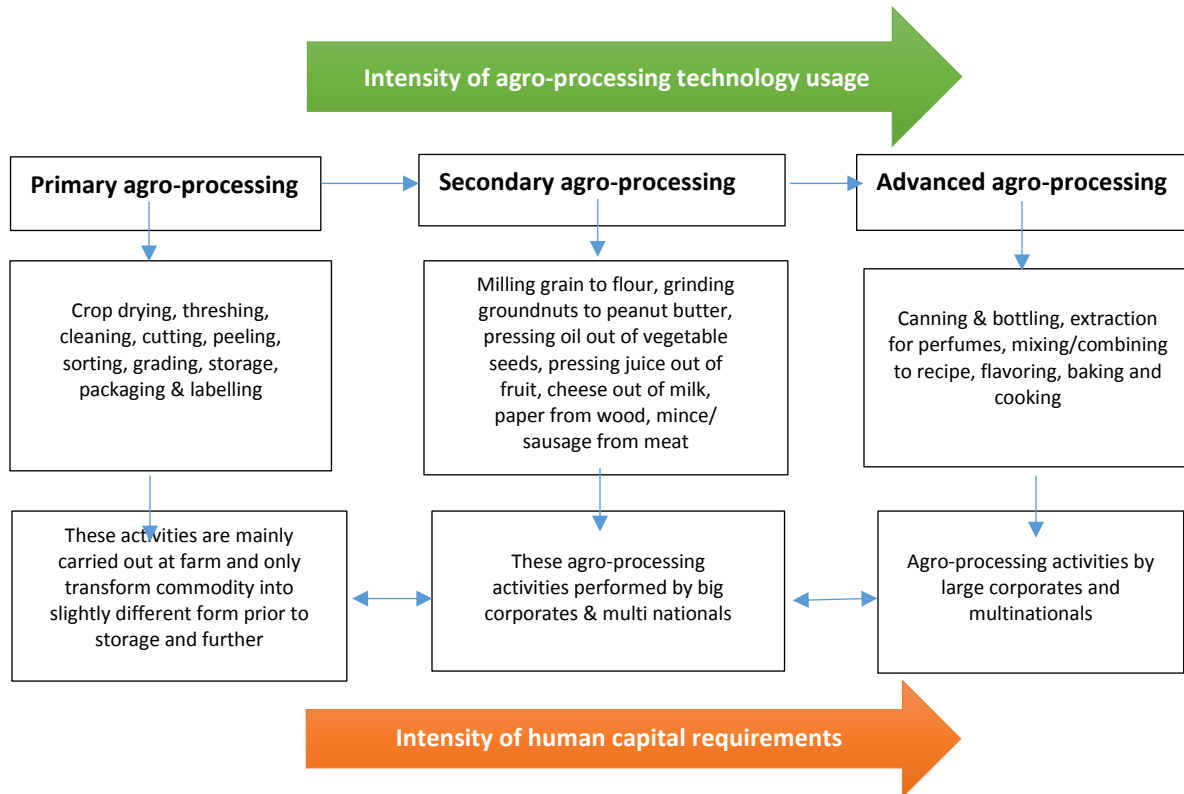 Intensity of agro-processing technology usage
Primary agro-processing
Secondary agro-processing
Advanced agro-processing
Crop drying, threshing,
cleaning, cutting, peeling,
sorting, grading, storage,
packaging & labelling
Milling grain to flour, grinding
groundnuts to peanut butter,
pressing oil out of vegetable
seeds, pressing juice out of
fruit, cheese out of milk,
paper from wood, mince/
sausage from meat
Canning & bottling, extraction
for perfumes, mixing/combining
to recipe, flavoring, baking and
cooking
These activities are mainly
carried out at farm and only
transform commodity into
slightly different form prior to
storage and further
These agro-processing
activities performed by big
corporates & multi nationals
Agro-processing activities by
large corporates and
multinationals
Intensity of human capital requirements